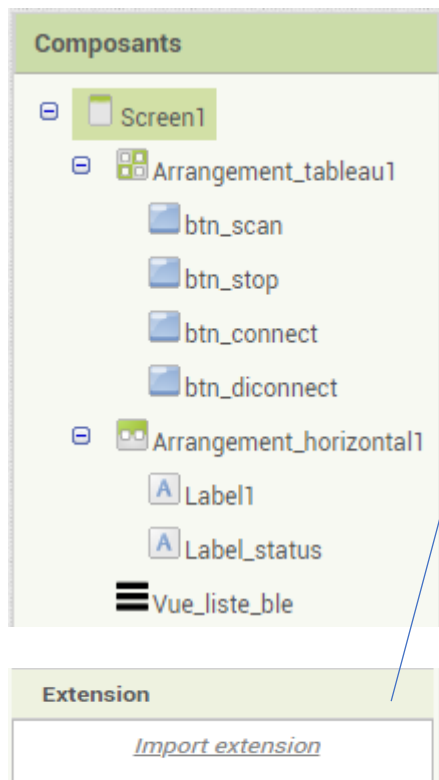 Composants
Screen1
Arrangement_tableau1
btn_scan
btn_stop
btn_connect
btn_diconnect
Arrangement_horizontal1
A Label1
A Label_status
Vue_liste_ble
Extension
Import extension